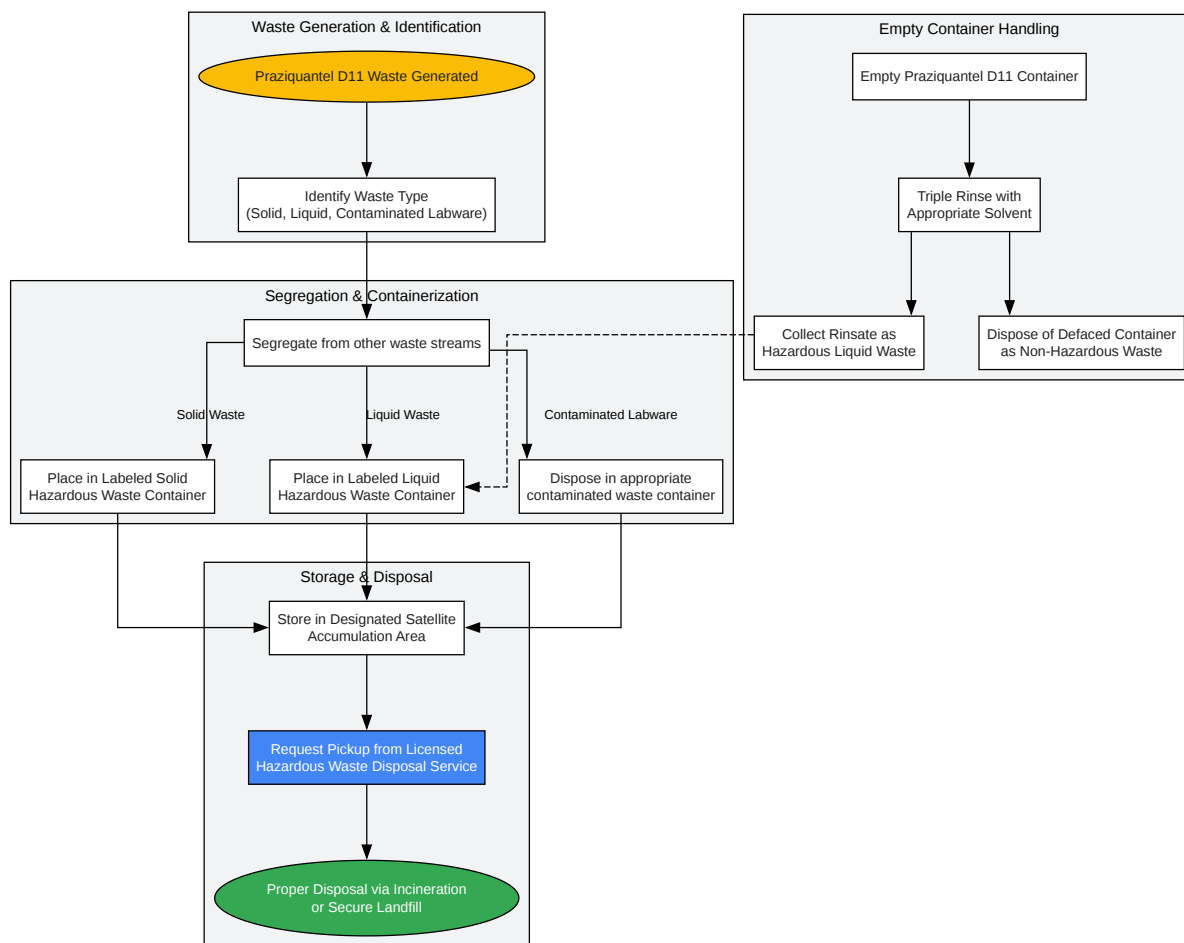 Waste Generation & Identification
Praziquantel D11 Waste Generated
Identify Waste Type
(Solid, Liquid, Contaminated Labware)
Segregation & Containerization
Segregate from other waste streams
Solid Waste
Liquid Waste
Contaminated Labware
Place in Labeled Solid
Hazardous Waste Container
Place in Labeled Liquid
Hazardous Waste Container
Dispose in appropriate
contaminated waste container
Storage & Disposal
Store in Designated Satellite
Accumulation Area
Request Pickup from Licensed
Hazardous Waste Disposal Service
Proper Disposal via Incineration
or Secure Landfill
Empty Container Handling
Empty Praziquantel D11 Container
Triple Rinse with
Appropriate Solvent
Collect Rinsate as
Hazardous Liquid Waste
Dispose of Defaced Container
as Non-Hazardous Waste